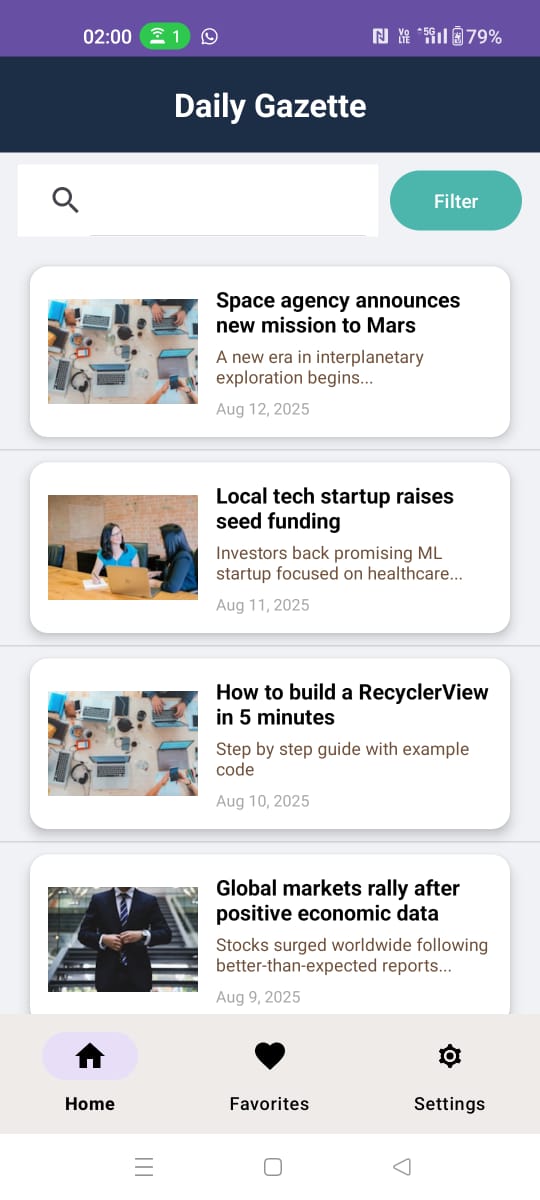 02:00 1 Vo LTE 5G 79%
Daily Gazette
Filter
Space agency announces
new mission to Mars
A new era in interplanetary
exploration begins...
Aug 12, 2025
Local tech startup raises
seed funding
Investors back promising ML
startup focused on healthcare...
Aug 11, 2025
How to build a RecyclerView
in 5 minutes
Step by step guide with example
code
Aug 10, 2025
Global markets rally after
positive economic data
Stocks surged worldwide following
better-than-expected reports...
Aug 9, 2025
Home Favorites Settings